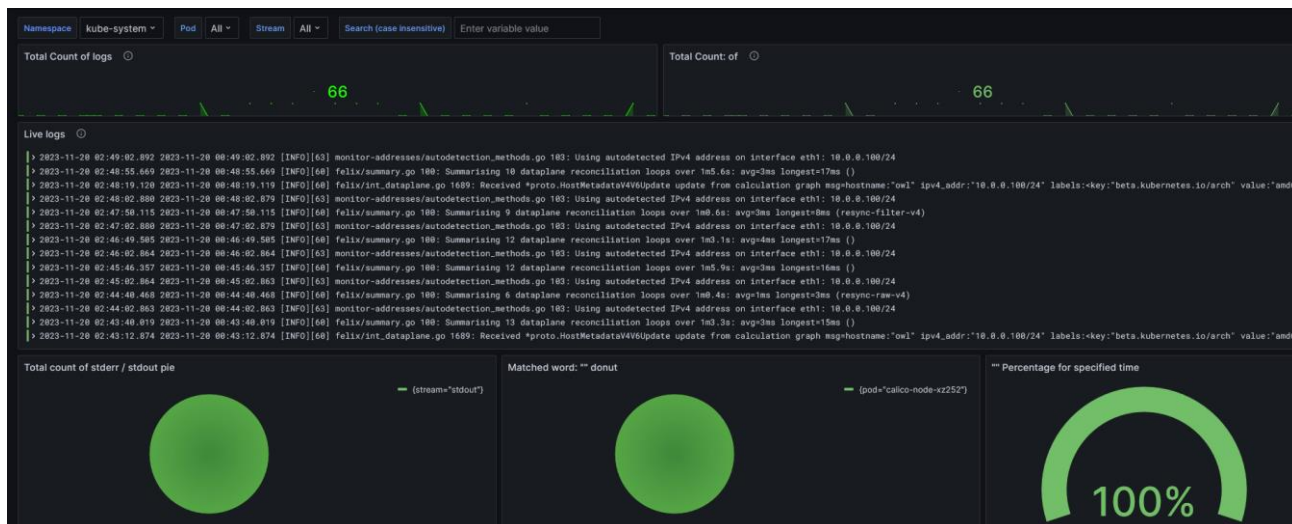 Namespace kube-system Pod All Stream All Search (case insensitive) Enter variable value
Total Count of logs
Total Count: of
66
66
Live logs
2023-11-20 02:49:02.892 2023-11-20 00:49:02.892 [INFO][63] monitor-addresses/autodetection_methods.go 103: Using autodetected IPv4 address on interface eth1: 10.0.0.100/24
2023-11-20 02:48:55.669 2023-11-20 00:48:55.669 [INFO][60] felix/summary.go 100: Summarising 10 dataplane reconciliation loops over 1m5.6s: avg=3ms longest=17ms ()
2023-11-20 02:48:19.120 2023-11-20 00:48:19.119 [INFO][60] felix/int_dataplane.go 1689: Received *proto.HostMetadataV4V6Update update from calculation graph msg=hostname:"owl" ipv4_addr:"10.0.0.100/24" labels:<key:"beta.kubernetes.io/arch" value:"amd
2023-11-20 02:48:02.880 2023-11-20 00:48:02.879 [INFO][63] monitor-addresses/autodetection_methods.go 103: Using autodetected IPv4 address on interface eth1: 10.0.0.100/24
2023-11-20 02:47:50.115 2023-11-20 00:47:50.115 [INFO][60] felix/summary.go 100: Summarising 9 dataplane reconciliation loops over 1m0.6s: avg=3ms longest=8ms (resync-filter-v4)
2023-11-20 02:47:02.880 2023-11-20 00:47:02.879 [INFO][63] monitor-addresses/autodetection_methods.go 103: Using autodetected IPv4 address on interface eth1: 10.0.0.100/24
2023-11-20 02:46:49.505 2023-11-20 00:46:49.505 [INFO][60] felix/summary.go 100: Summarising 12 dataplane reconciliation loops over 1m3.1s: avg=4ms longest=17ms ()
2023-11-20 02:46:02.864 2023-11-20 00:46:02.864 [INFO][63] monitor-addresses/autodetection_methods.go 103: Using autodetected IPv4 address on interface eth1: 10.0.0.100/24
2023-11-20 02:45:46.357 2023-11-20 00:45:46.357 [INFO][60] felix/summary.go 100: Summarising 12 dataplane reconciliation loops over 1m5.9s: avg=3ms longest=16ms ()
2023-11-20 02:45:02.864 2023-11-20 00:45:02.863 [INFO][63] monitor-addresses/autodetection_methods.go 103: Using autodetected IPv4 address on interface eth1: 10.0.0.100/24
2023-11-20 02:44:40.468 2023-11-20 00:44:40.468 [INFO][60] felix/summary.go 100: Summarising 6 dataplane reconciliation loops over 1m0.4s: avg=1ms longest=3ms (resync-raw-v4)
2023-11-20 02:44:02.863 2023-11-20 00:44:02.863 [INFO][63] monitor-addresses/autodetection_methods.go 103: Using autodetected IPv4 address on interface eth1: 10.0.0.100/24
2023-11-20 02:43:40.019 2023-11-20 00:43:40.019 [INFO][60] felix/summary.go 100: Summarising 13 dataplane reconciliation loops over 1m3.3s: avg=3ms longest=15ms ()
2023-11-20 02:43:12.874 2023-11-20 00:43:12.874 [INFO][60] felix/int_dataplane.go 1689: Received *proto.HostMetadataV4V6Update update from calculation graph msg=hostname:"owl" ipv4_addr:"10.0.0.100/24" labels:<key:"beta.kubernetes.io/arch" value:"amd
Total count of stderr / stdout pie
{stream="stdout"}
Matched word: "" donut
{pod="calico-node-xz252"}
"" Percentage for specified time
100%